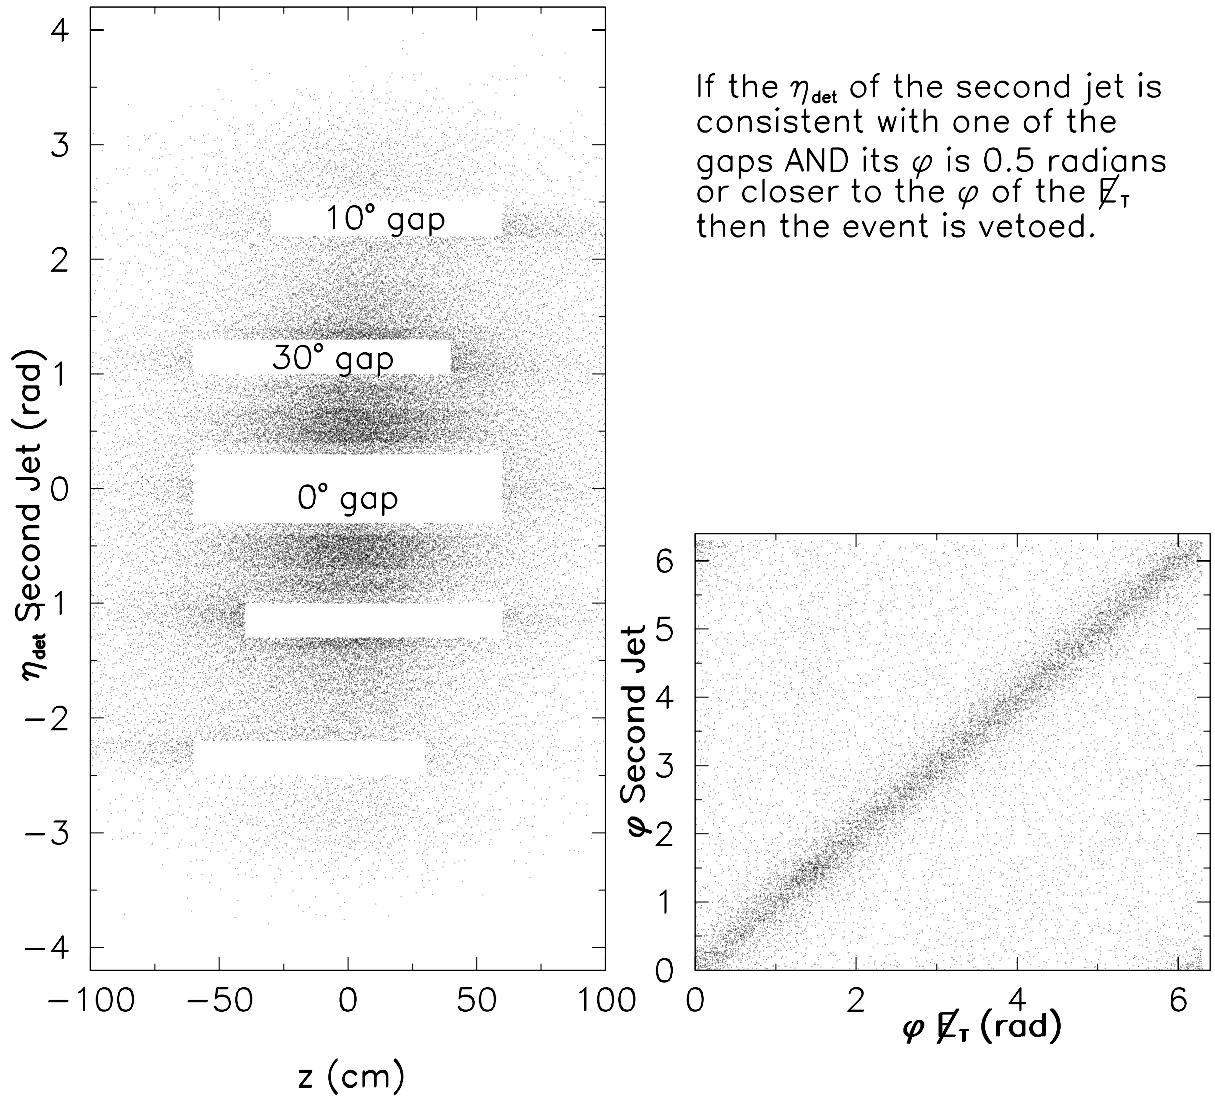 4
3
2
1
0
−1
−2
−3
−4
η det Second Jet (rad)
10° gap
30° gap
0° gap
−100 −50 0 50 100
z (cm)
If the η det of the second jet is
consistent with one of the
gaps AND its φ is 0.5 radians
or closer to the φ of the E̸T
then the event is vetoed.
6
5
4
3
2
1
0
φ Second Jet
0 2 4 6
φ E̸T (rad)